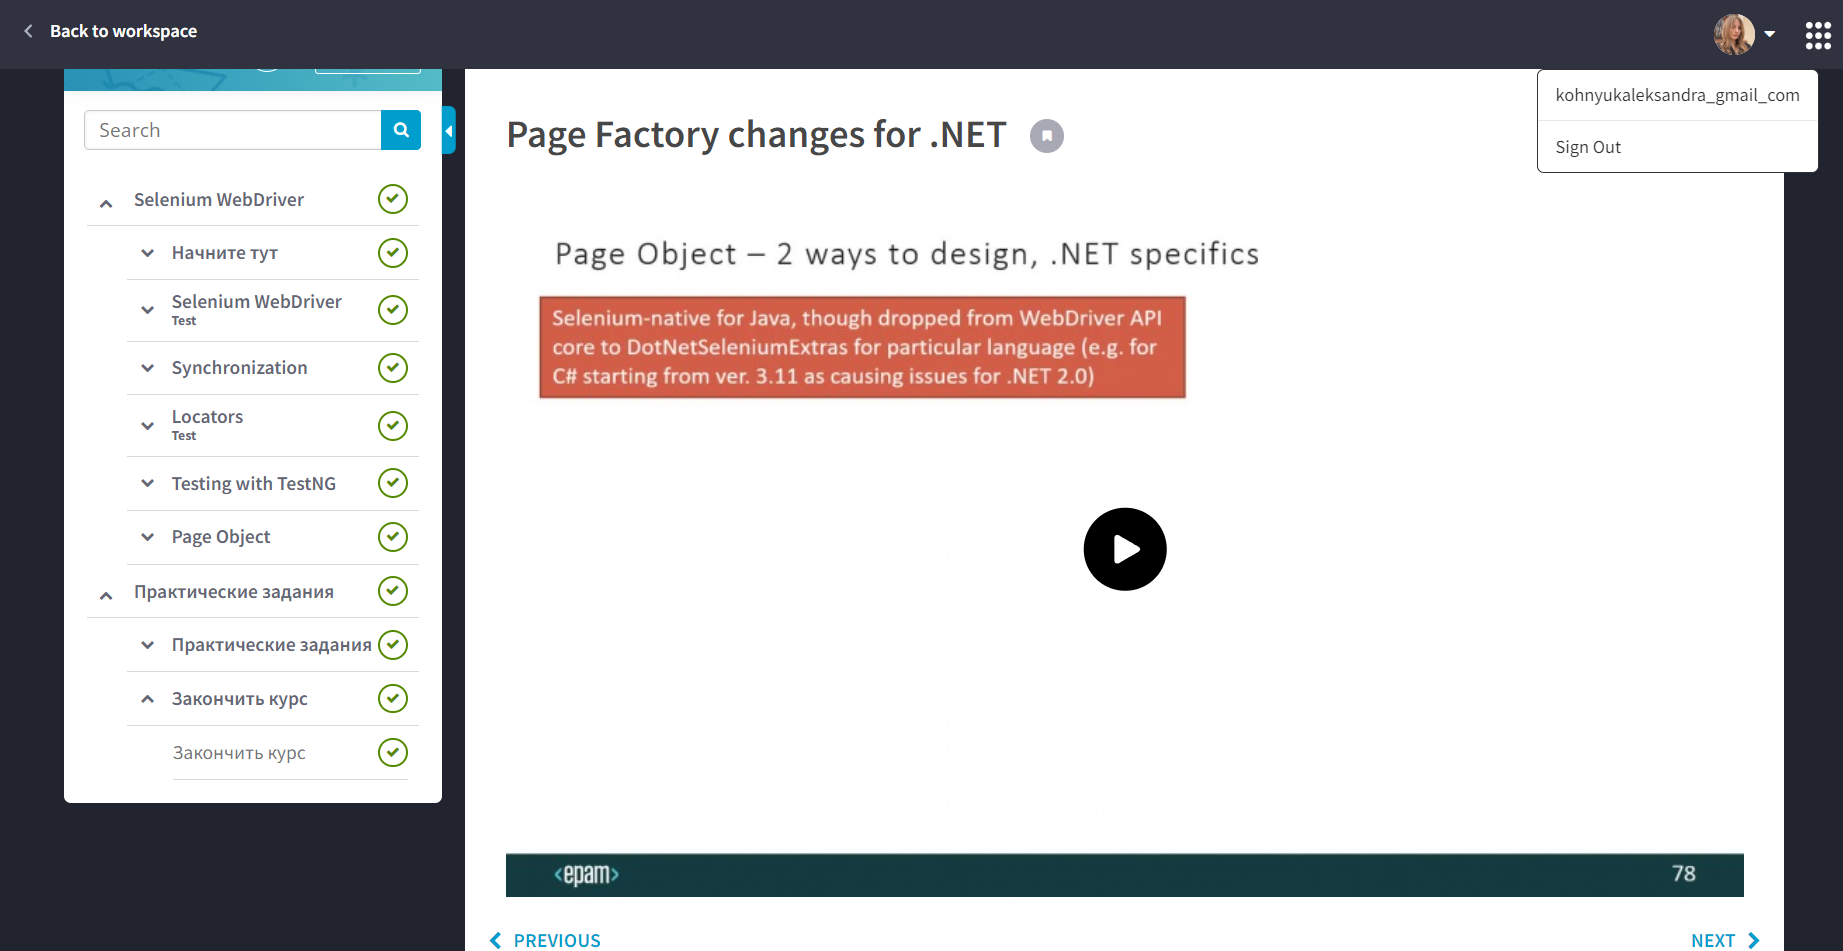 Back to workspace
kohnyukaleksandra_gmail_com
Sign Out
Search
Selenium WebDriver
Начните тут
Selenium WebDriver
Test
Synchronization
Locators
Test
Testing with TestNG
Page Object
Практические задания
Практические задания
Закончить курс
Закончить курс
Page Factory changes for .NET
Page Object – 2 ways to design, .NET specifics
Selenium-native for Java, though dropped from WebDriver API
core to DotNetSeleniumExtras for particular language (e.g. for
C# starting from ver. 3.11 as causing issues for .NET 2.0)
<epam>
78
PREVIOUS
NEXT